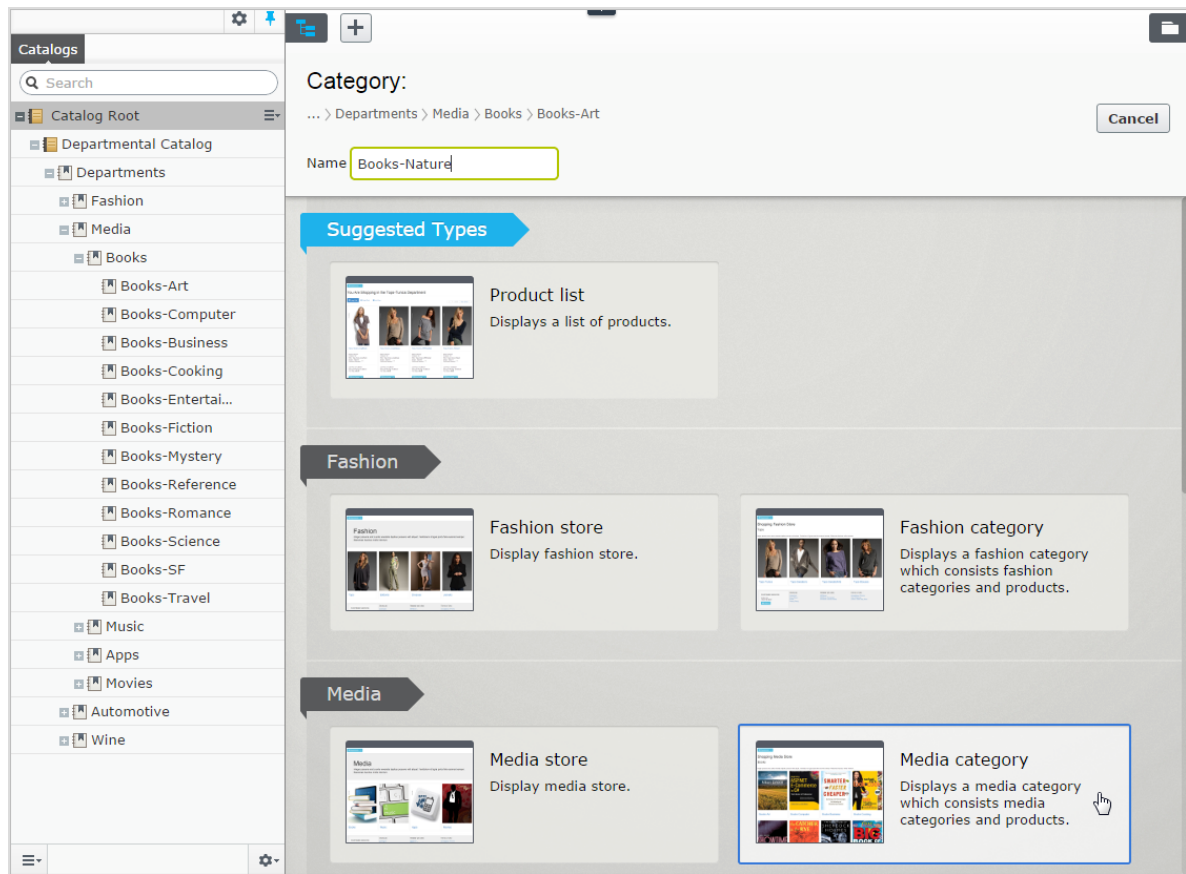 Catalogs
Search
Catalog Root
Departmental Catalog
Departments
Fashion
Media
Books
Books-Art
Books-Computer
Books-Business
Books-Cooking
Books-Entertai...
Books-Fiction
Books-Mystery
Books-Reference
Books-Romance
Books-Science
Books-SF
Books-Travel
Music
Apps
Movies
Automotive
Wine
Category:
... > Departments > Media > Books > Books-Art
Cancel
Name Books-Nature
Suggested Types
Product list
Displays a list of products.
Fashion
Fashion
Fashion store
Display fashion store.
Fashion category
Displays a fashion category
which consists fashion
categories and products.
Media
Media
Media store
Display media store.
Media category
Displays a media category
which consists media
categories and products.